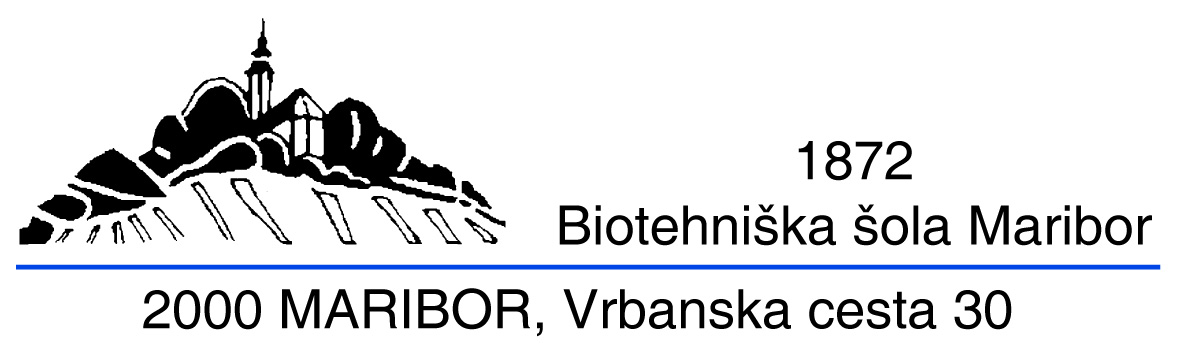 1872
Biotehniška šola Maribor
2000 MARIBOR, Vrbanska cesta 30